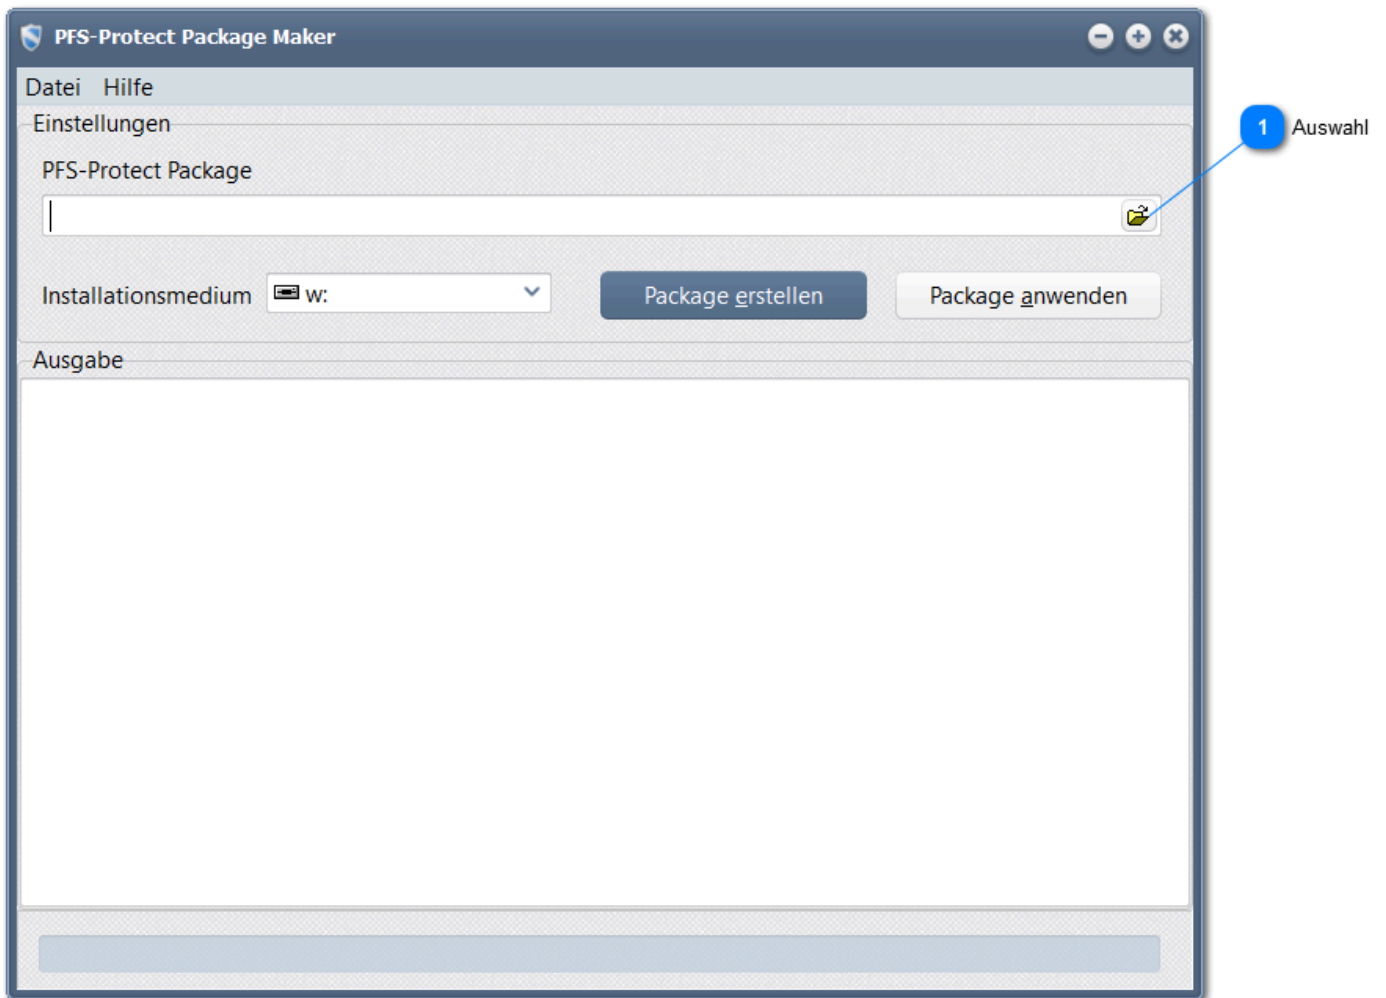 PFS-Protect Package Maker
Datei Hilfe
1 Auswahl
Einstellungen
PFS-Protect Package
Installationsmedium w: Package erstellen Package anwenden
Ausgabe